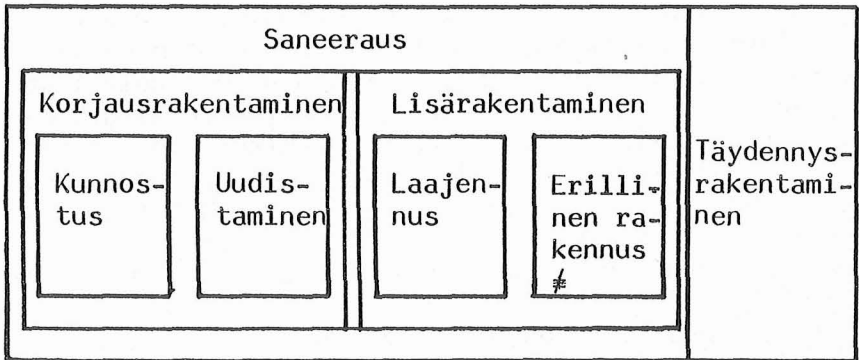 Saneeraus
Korjausrakentaminen
Lisärakentaminen
Kunnos-
tus
Uudis-
taminen
Laajen-
nus
Erilli-
nen ra-
kennus
Täydennys-
rakentami-
nen